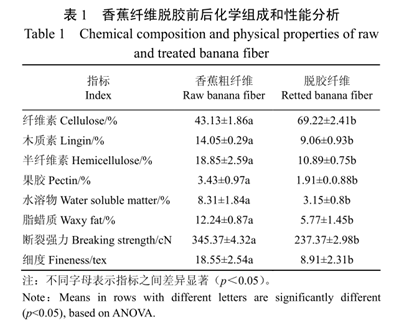 表 1 香蕉纤维脱胶前后化学组成和性能分析
Table 1 Chemical composition and physical properties of raw
and treated banana fiber
指标 香蕉粗纤维 脱胶纤维
Index Raw banana fiber Retted banana fiber
纤维素 Cellulose/% 43.13±1.86a 69.22±2.41b
木质素 Lingin/% 14.05±0.29a 9.06±0.93b
半纤维素 Hemicellulose/% 18.85±2.59a 10.89±0.75b
果胶 Pectin/% 3.43±0.97a 1.91±0.0.88b
水溶物 Water soluble matter/% 8.31±1.84a 3.15±0.8b
脂蜡质 Waxy fat/% 12.24±0.87a 5.77±1.45b
断裂强力 Breaking strength/cN 345.37±4.32a 237.37±2.98b
细度 Fineness/tex 18.55±2.54a 8.91±2.31b
注：不同字母表示指标之间差异显著（p＜0.05）。
Note：Means in rows with different letters are significantly different
(p<0.05), based on ANOVA.